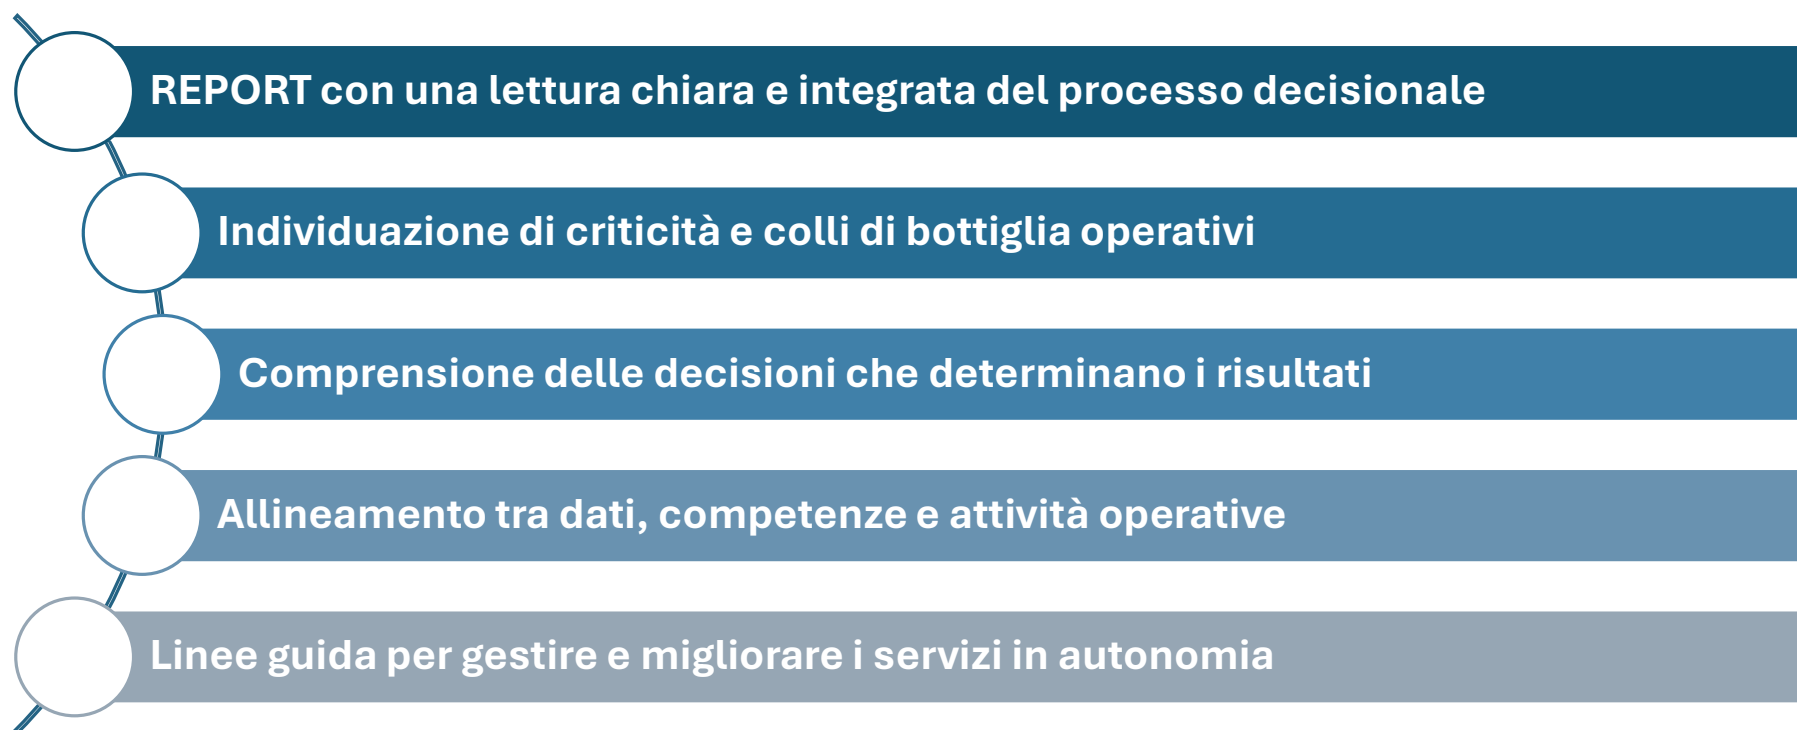 REPORT con una lettura chiara e integrata del processo decisionale
Individuazione di criticità e colli di bottiglia operativi
Comprensione delle decisioni che determinano i risultati
Allineamento tra dati, competenze e attività operative
Linee guida per gestire e migliorare i servizi in autonomia